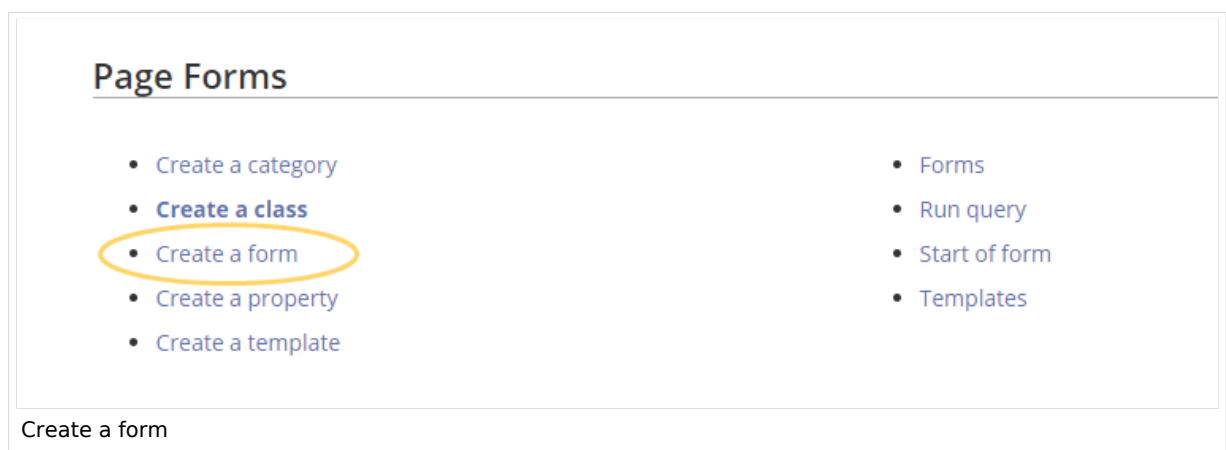 Page Forms
Create a category
Create a class
Create a form
Create a property
Create a template
Forms
Run query
Start of form
Templates
Create a form